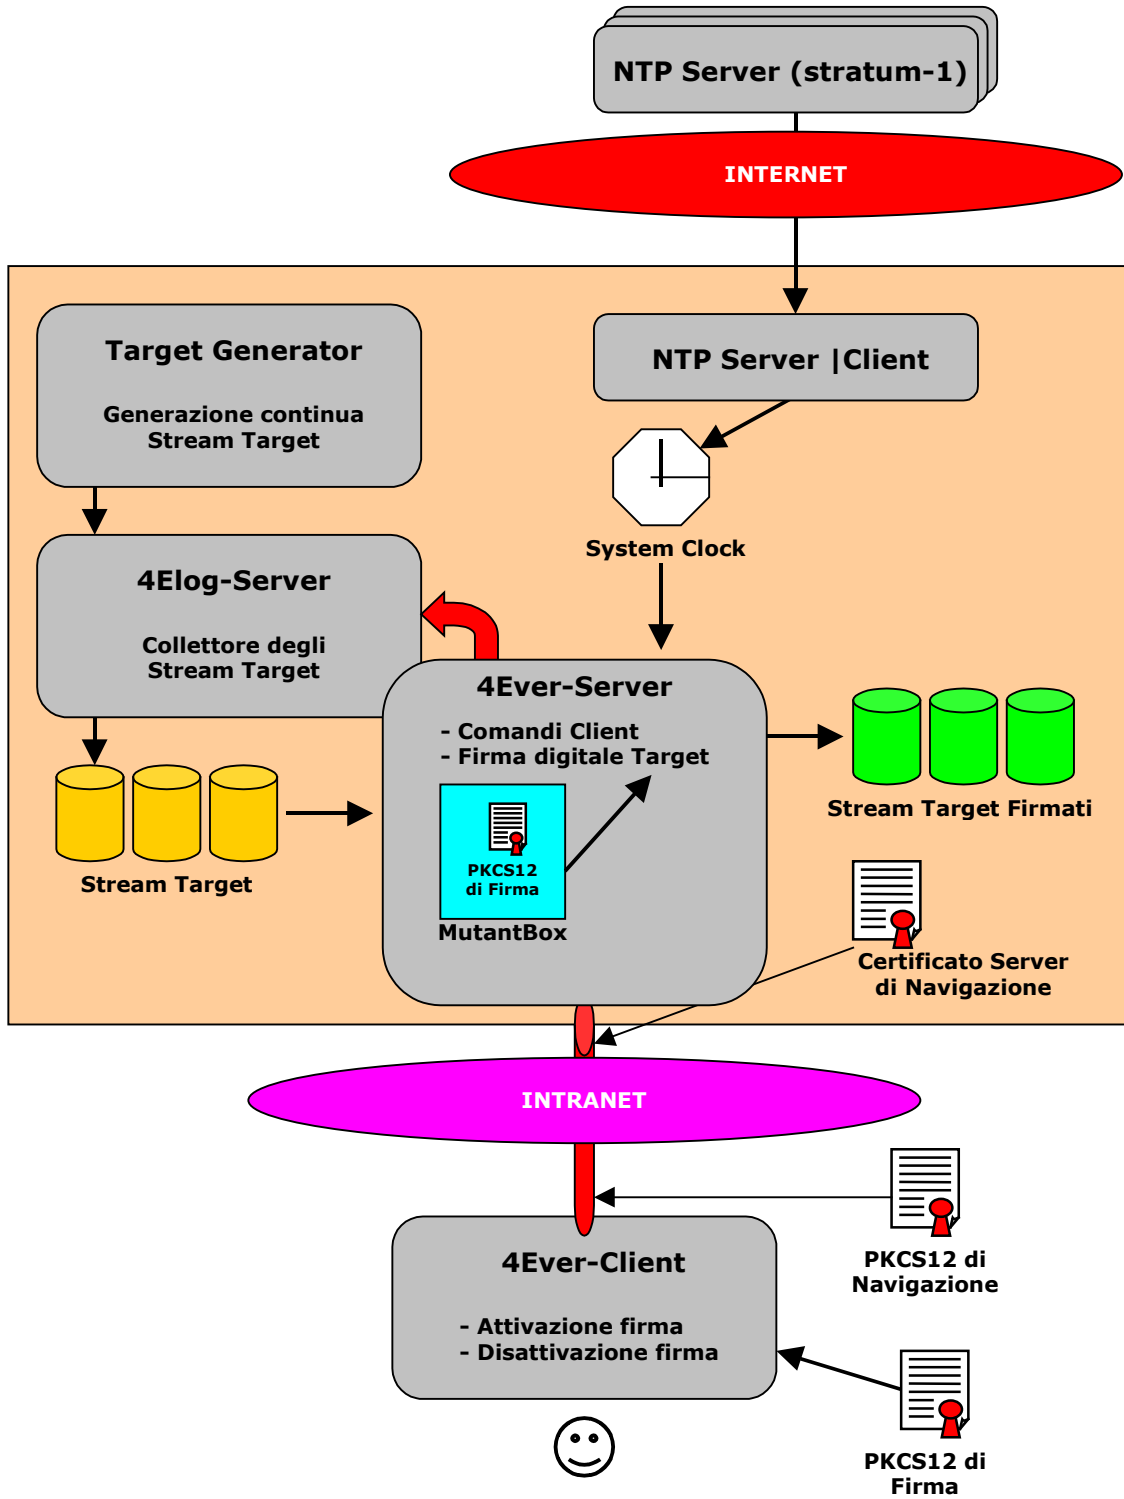 NTP Server (stratum-1)
INTERNET
Target Generator
Generazione continua
Stream Target
NTP Server |Client
System Clock
4Elog-Server
Collettore degli
Stream Target
4Ever-Server
- Comandi Client
- Firma digitale Target
PKCS12
di Firma
MutantBox
Stream Target
Stream Target Firmati
Certificato Server
di Navigazione
INTRANET
4Ever-Client
- Attivazione firma
- Disattivazione firma
PKCS12 di
Navigazione
PKCS12 di
Firma